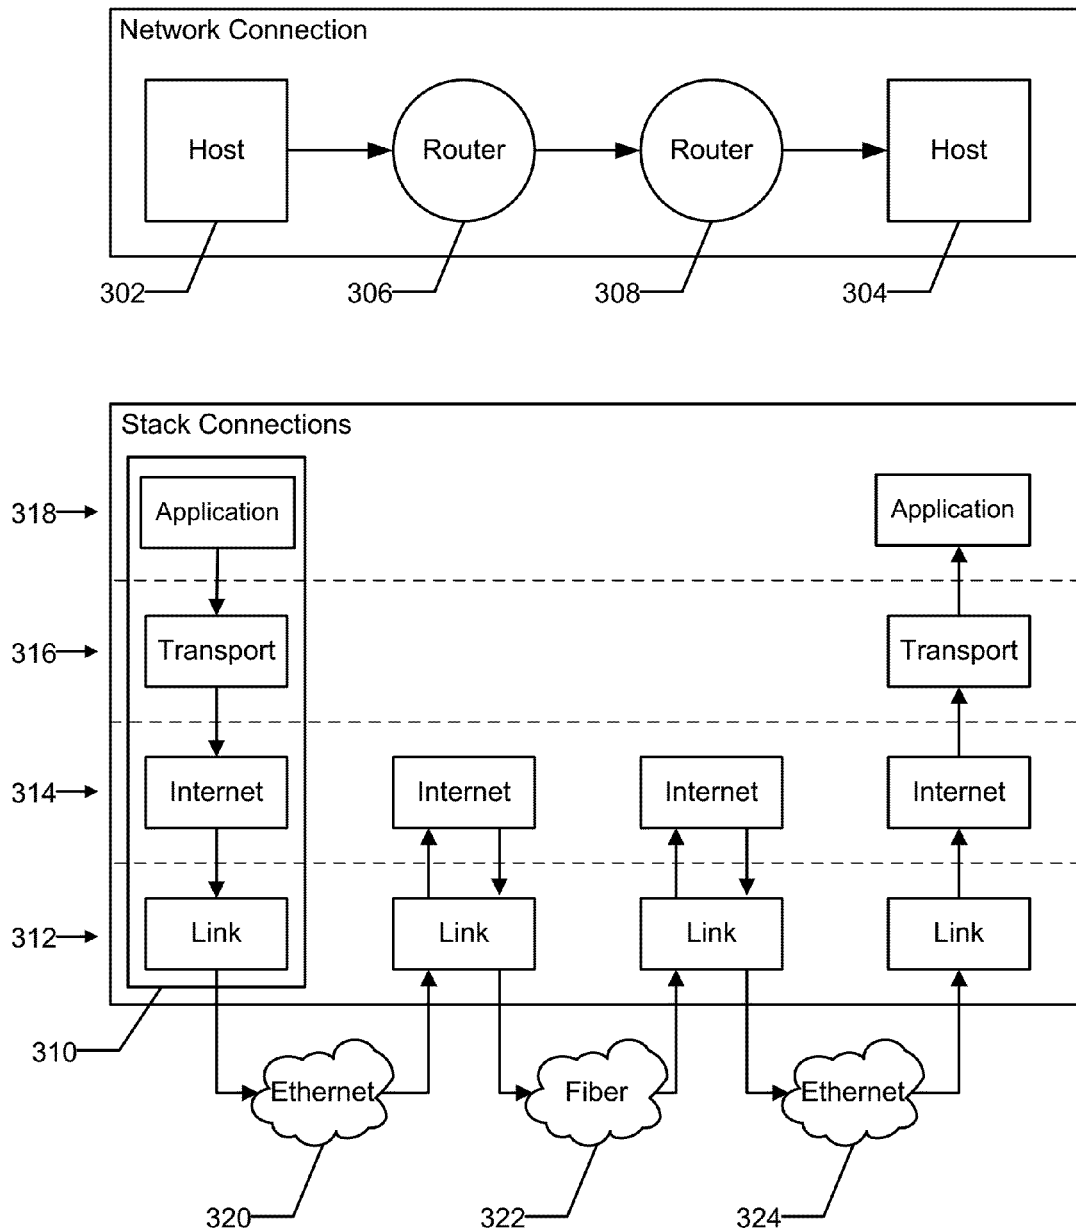 Network Connection
Host Router Router Host
302 306 308 304
Stack Connections
318 Application Application
316 Transport Transport
314 Internet Internet Internet Internet
312 Link Link Link Link
310
Ethernet Fiber Ethernet
320 322 324